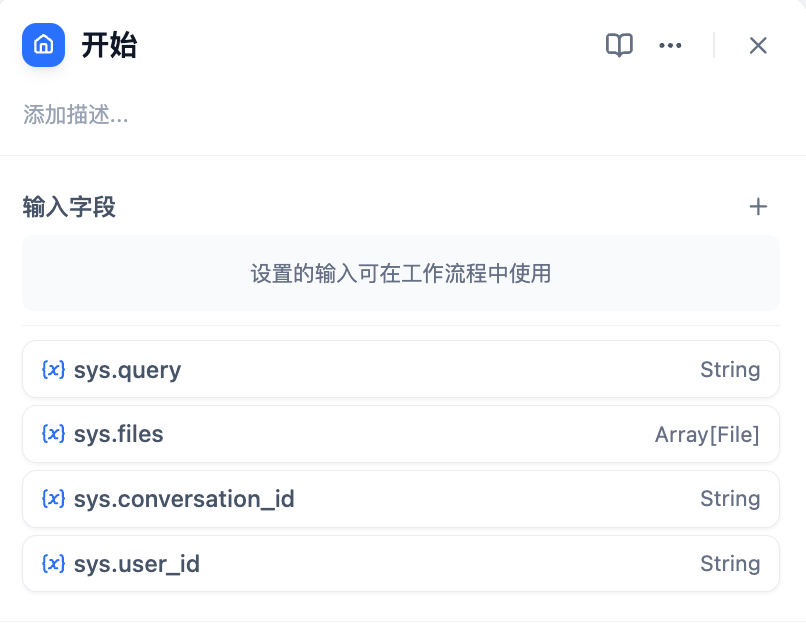 开始
添加描述...
输入字段
设置的输入可在工作流程中使用
{x} sys.query String
{x} sys.files Array[File]
{x} sys.conversation_id String
{x} sys.user_id String